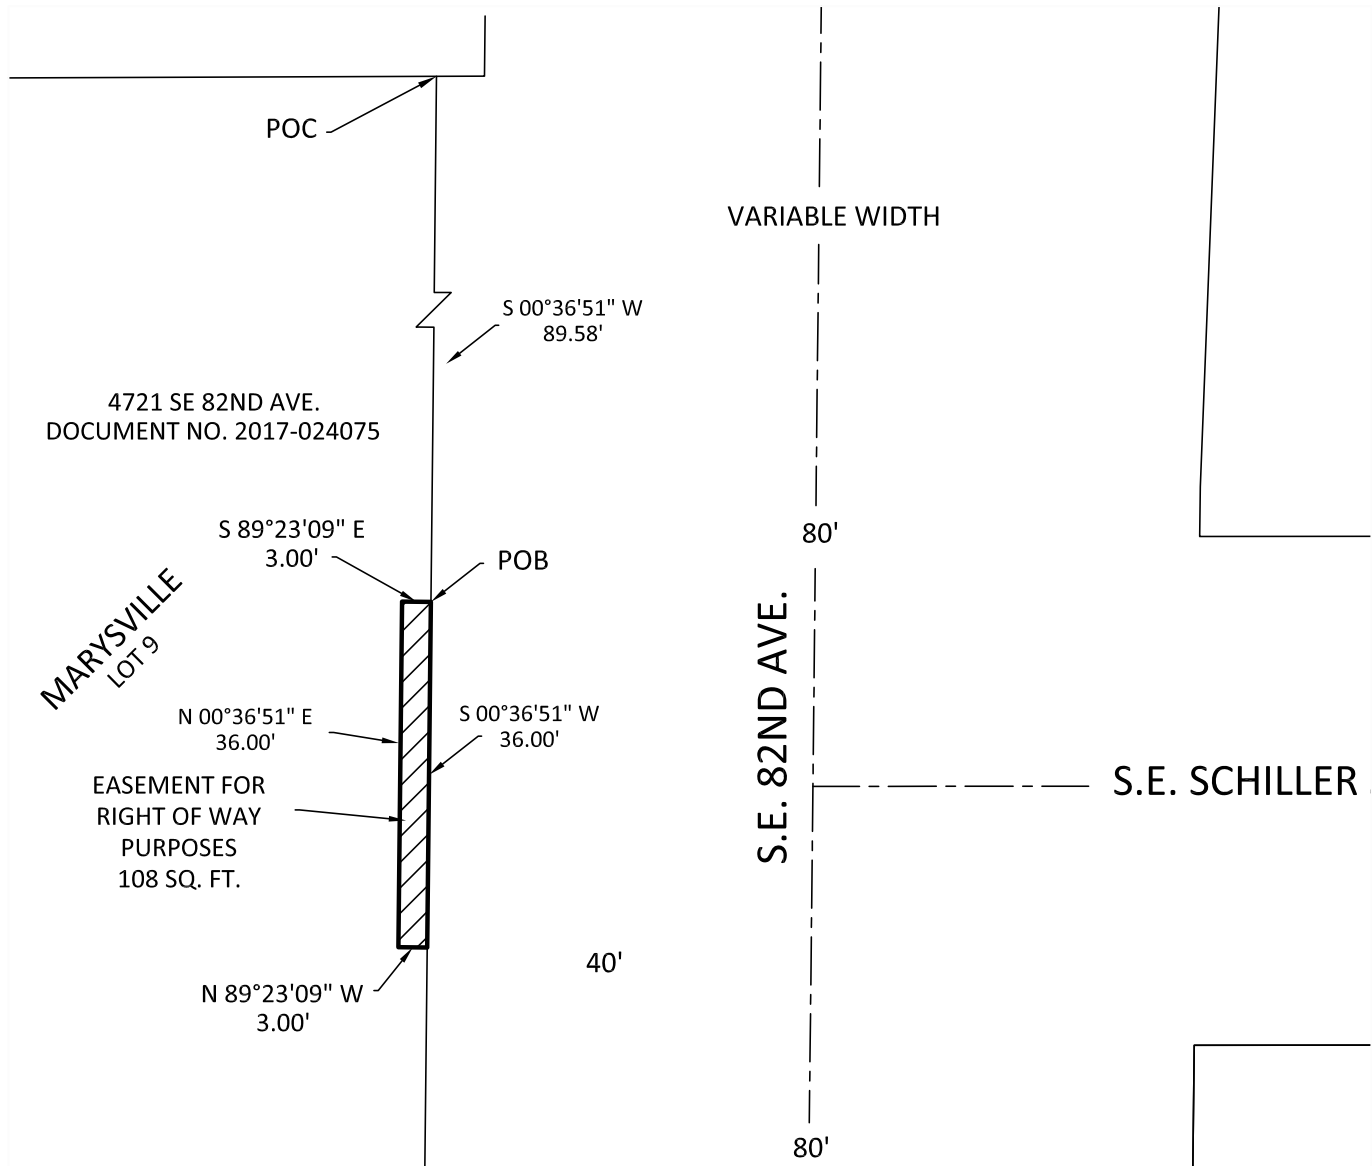 POC
VARIABLE WIDTH
S 00°36'51" W
89.58'
4721 SE 82ND AVE.
DOCUMENT NO. 2017-024075
S 89°23'09" E
3.00'
80'
POB
MARYSVILLE
LOT 9
N 00°36'51" E
36.00'
S 00°36'51" W
36.00'
S.E. 82ND AVE.
S.E. SCHILLER
EASEMENT FOR
RIGHT OF WAY
PURPOSES
108 SQ. FT.
40'
N 89°23'09" W
3.00'
80'